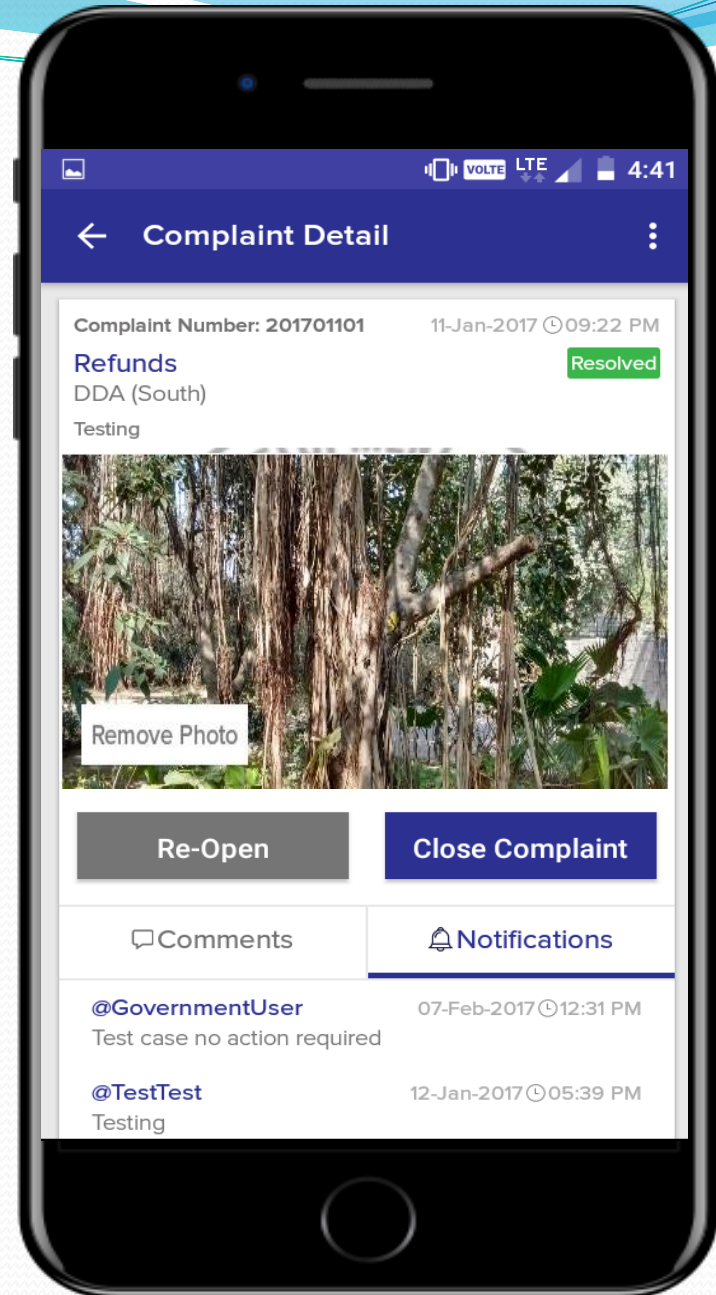 VOLTE LTE 4:41
Complaint Detail
Complaint Number: 201701101 11-Jan-2017 09:22 PM
Refunds Resolved
DDA (South)
Testing
Remove Photo
Re-Open Close Complaint
Comments Notifications
@GovernmentUser 07-Feb-2017 12:31 PM
Test case no action required
@TestTest 12-Jan-2017 05:39 PM
Testing